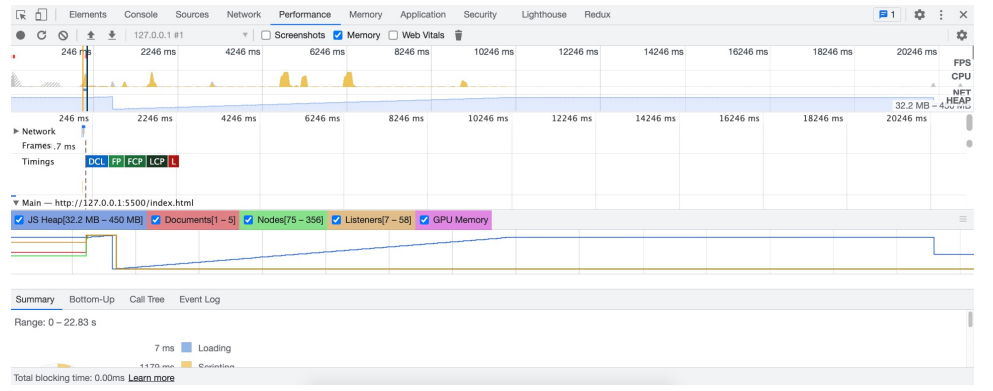 Elements Console Sources Network Performance Memory Application Security Lighthouse Redux 1
127.0.0.1 #1 Screenshots Memory Web Vitals
246 ms 2246 ms 4246 ms 6246 ms 8246 ms 10246 ms 12246 ms 14246 ms 16246 ms 18246 ms 20246 ms
FPS
CPU
NET
HEAP
32.2 MB – 450 MB
246 ms 2246 ms 4246 ms 6246 ms 8246 ms 10246 ms 12246 ms 14246 ms 16246 ms 18246 ms 20246 ms
Network
Frames .7 ms
Timings DCL FP FCP LCP L
Main — http://127.0.0.1:5500/index.html
JS Heap[32.2 MB – 450 MB] Documents[1 – 5] Nodes[75 – 356] Listeners[7 – 58] GPU Memory
Summary Bottom-Up Call Tree Event Log
Range: 0 – 22.83 s
7 ms Loading
1179 ms Scripting
Total blocking time: 0.00ms Learn more